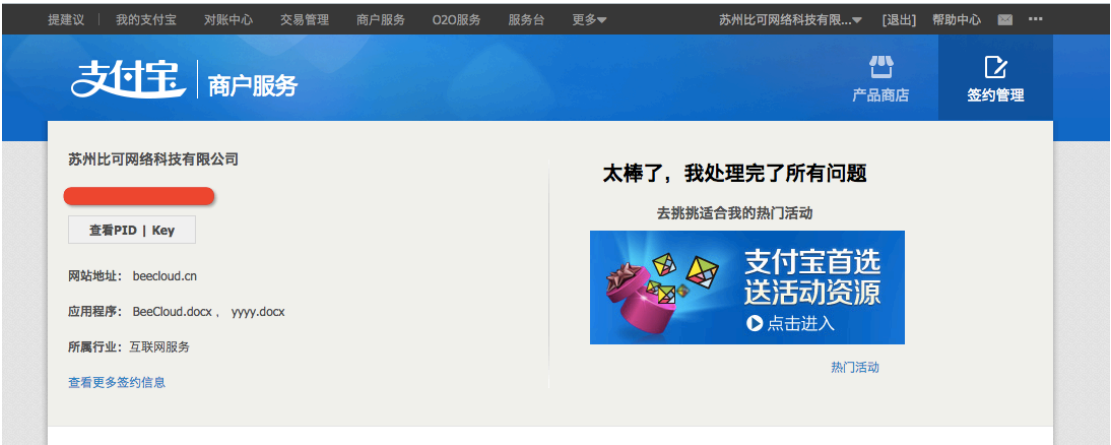 提建议 | 我的支付宝 对账中心 交易管理 商户服务 O2O服务 服务台 更多 苏州比可网络科技有限... [退出] 帮助中心
支付宝 | 商户服务
产品商店
签约管理
苏州比可网络科技有限公司
查看PID | Key
网站地址: beecloud.cn
应用程序: BeeCloud.docx , yyyy.docx
所属行业: 互联网服务
查看更多签约信息
太棒了，我处理完了所有问题
去挑挑适合我的热门活动
支付宝首选
送活动资源
点击进入
热门活动